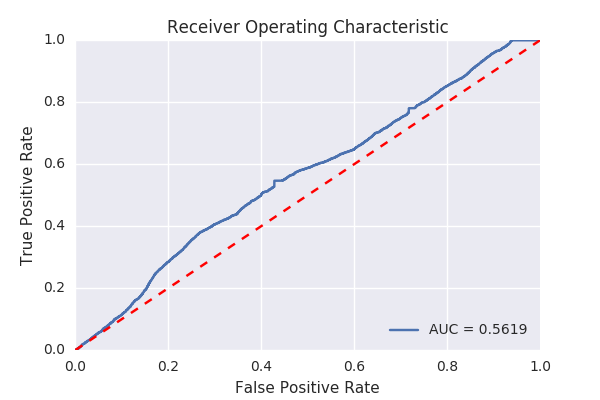 Receiver Operating Characteristic
1.0
0.8
0.6
0.4
0.2
0.0
True Positive Rate
AUC = 0.5619
0.0 0.2 0.4 0.6 0.8 1.0
False Positive Rate